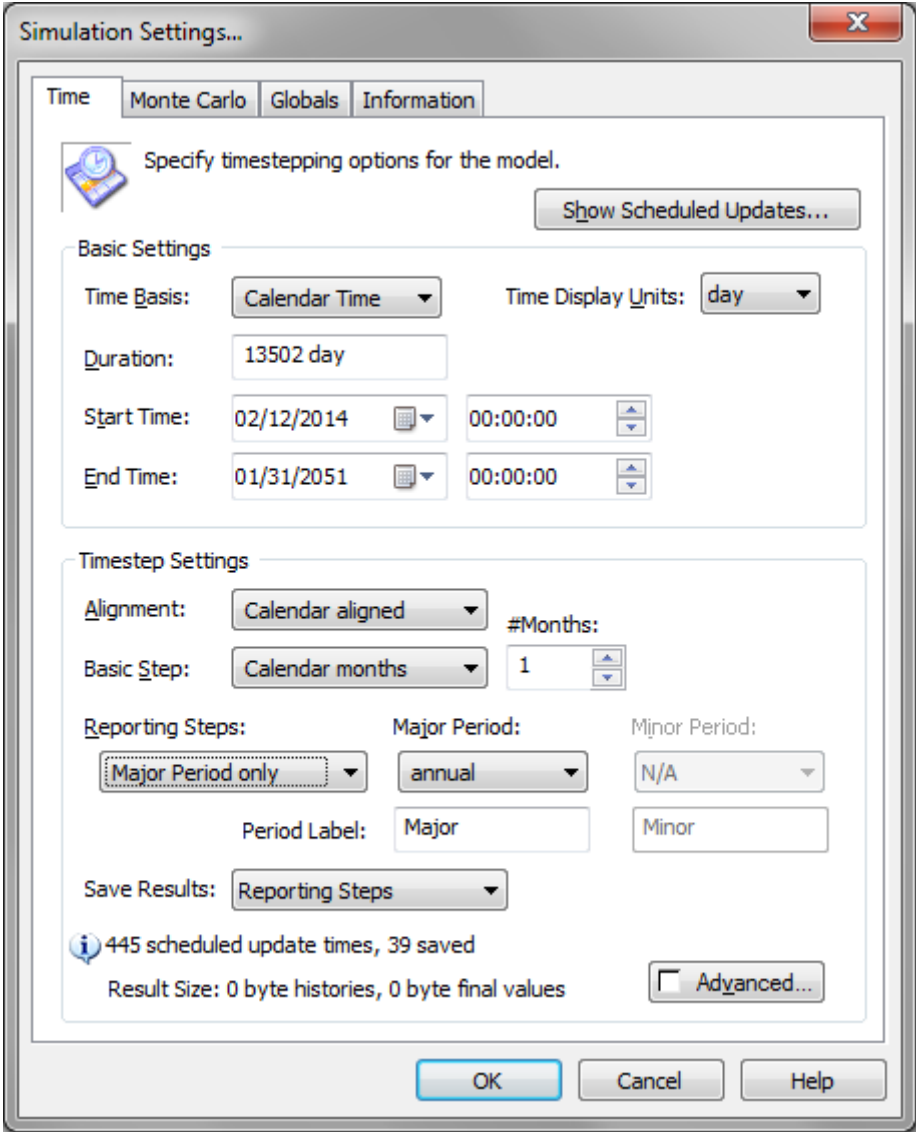 Simulation Settings...
Time Monte Carlo Globals Information
Specify timestepping options for the model.
Show Scheduled Updates...
Basic Settings
Time Basis: Calendar Time Time Display Units: day
Duration: 13502 day
Start Time: 02/12/2014 00:00:00
End Time: 01/31/2051 00:00:00
Timestep Settings
Alignment: Calendar aligned
#Months:
Basic Step: Calendar months 1
Reporting Steps: Major Period: Minor Period:
Major Period only annual N/A
Period Label: Major Minor
Save Results: Reporting Steps
445 scheduled update times, 39 saved
Result Size: 0 byte histories, 0 byte final values
Advanced...
OK Cancel Help